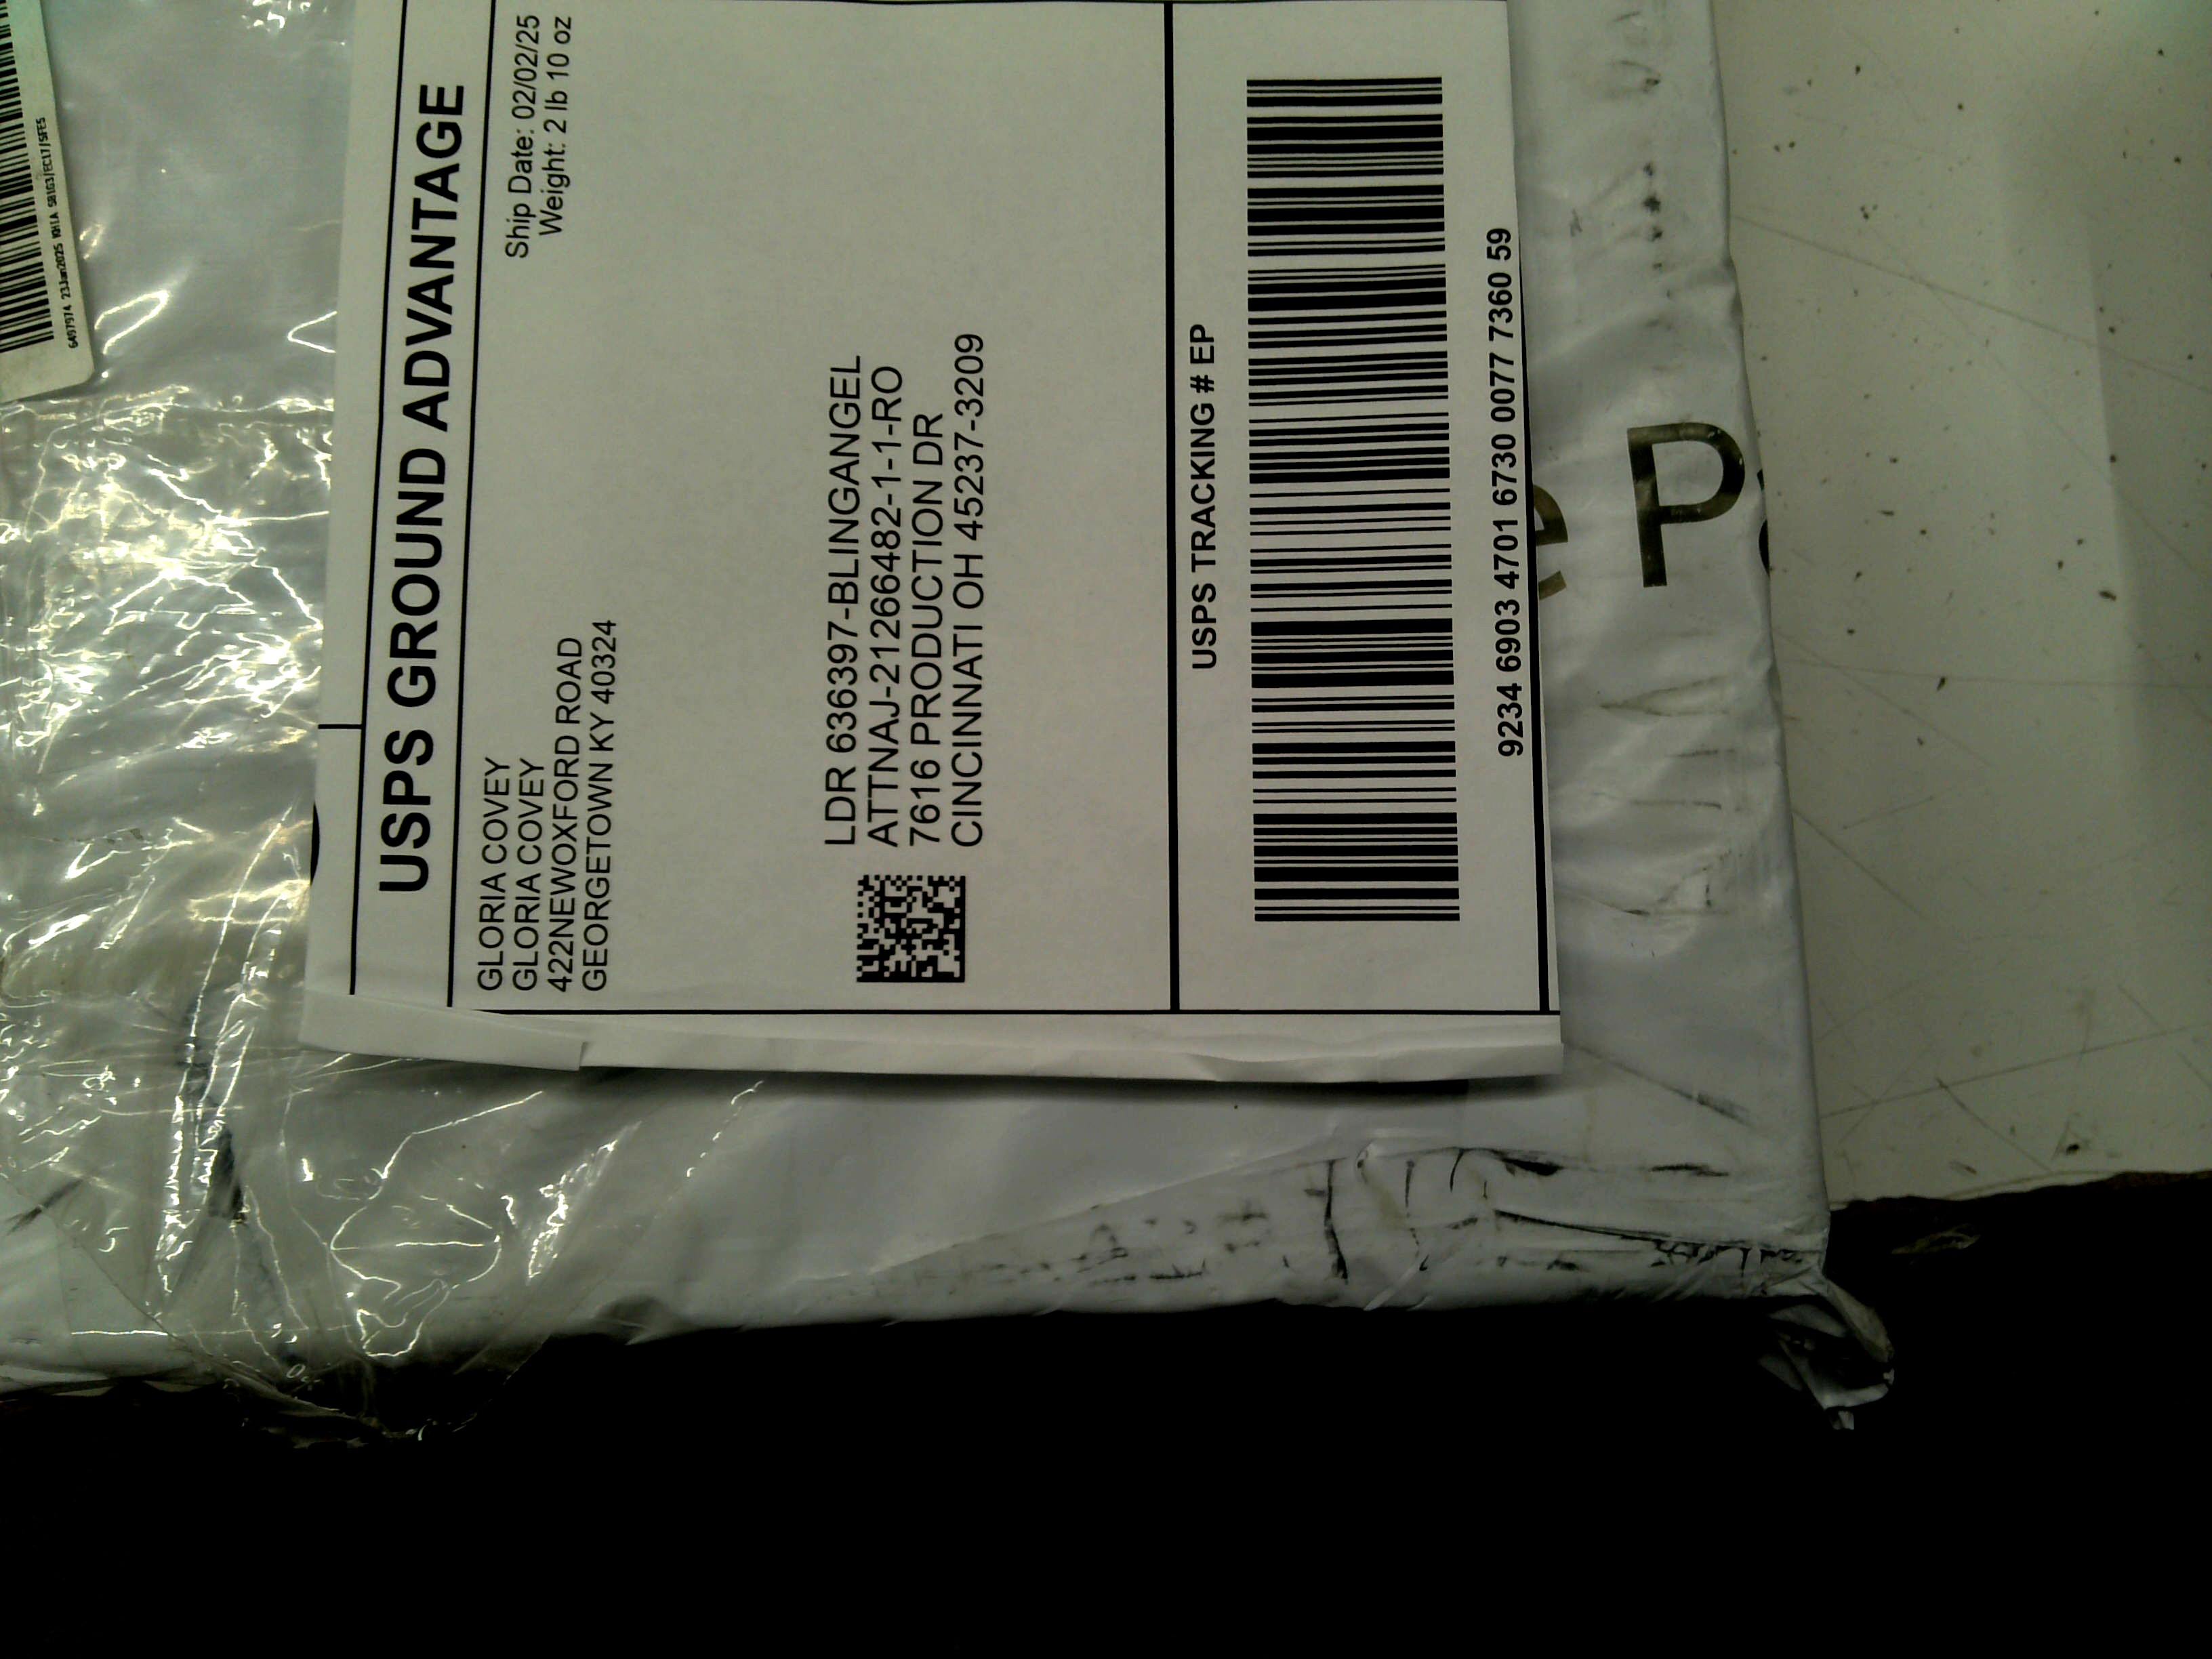 USPS GROUND ADVANTAGE
GLORIA COVEY
GLORIA COVEY
422NEWOXFORD ROAD
GEORGETOWN KY 40324
Ship Date: 02/02/25
Weight: 2 lb 10 oz
LDR 636397-BLINGANGEL
ATTNAJ-21266482-1-1-RO
7616 PRODUCTION DR
CINCINNATI OH 45237-3209
USPS TRACKING # EP
9234 6903 4701 6730 0077 7360 59
e P